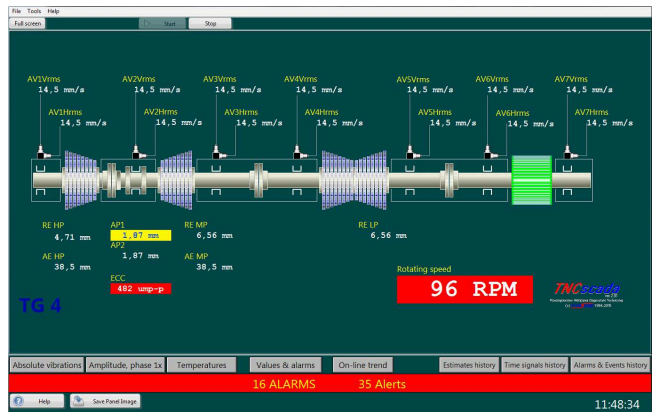 File Tools Help
Full screen Start Stop
AV1Vrms AV2Vrms AV3Vrms AV4Vrms AV5Vrms AV6Vrms AV7Vrms
14,5 mm/s 14,5 mm/s 14,5 mm/s 14,5 mm/s 14,5 mm/s 14,5 mm/s 14,5 mm/s
AV1Hrms AV2Hrms AV3Hrms AV4Hrms AV5Hrms AV6Hrms AV7Hrms
14,5 mm/s 14,5 mm/s 14,5 mm/s 14,5 mm/s 14,5 mm/s 14,5 mm/s 14,5 mm/s
RE HP AP1 RE MP RE LP
4,71 mm 1,87 mm 6,56 mm 6,56 mm
AP2
AE HP 1,87 mm AE MP
38,5 mm 38,5 mm
ECC
482 ump-p
Rotating speed
96 RPM
TNCscada
TG 4
Absolute vibrations Amplitude, phase 1x Temperatures Values & alarms On-line trend Estimates history Time signals history Alarms & Events history
16 ALARMS 35 Alerts
Help Save Panel Image 11:48:34